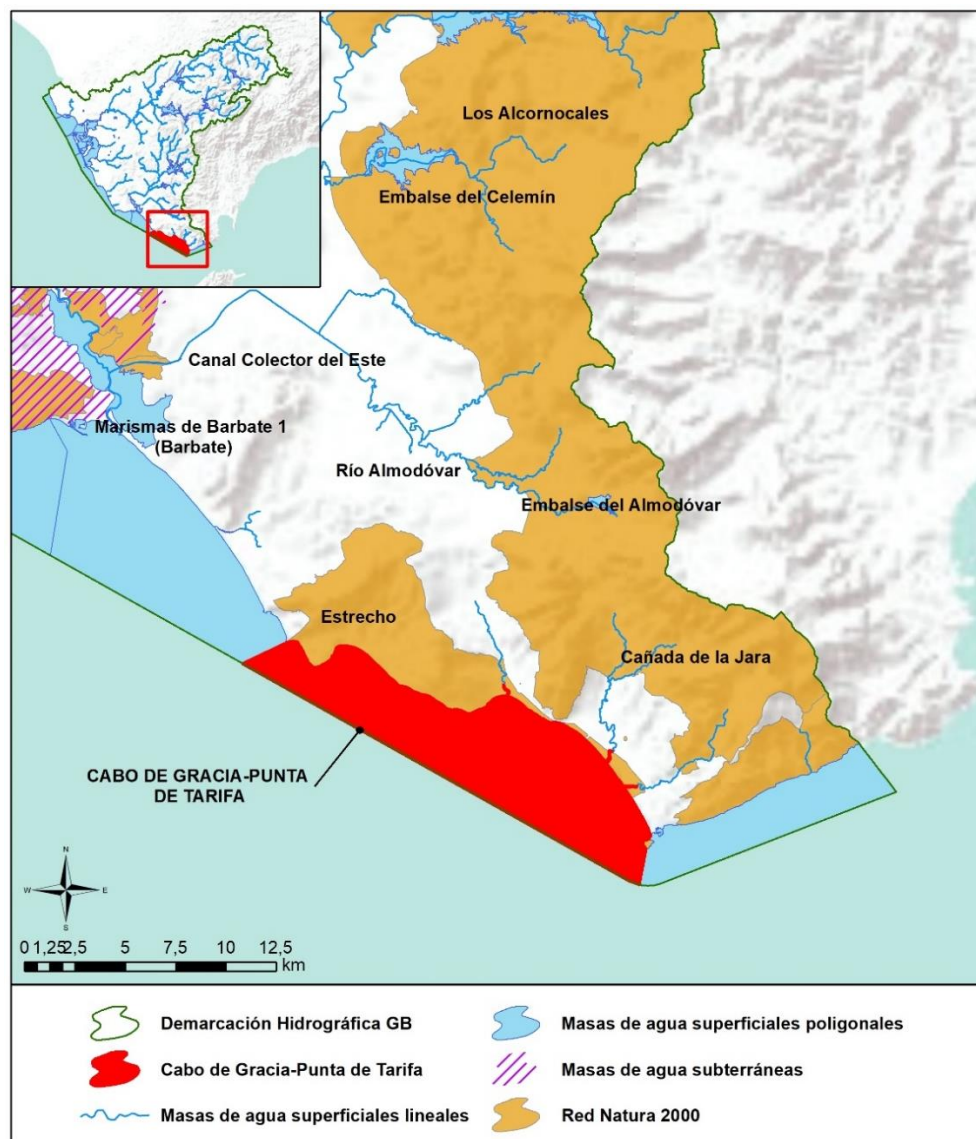 Los Alcornocales
Embalse del Celemín
Canal Colector del Este
Marismas de Barbate 1
(Barbate)
Río Almodóvar
Embalse del Almodóvar
Estrecho
Cañada de la Jara
CABO DE GRACIA-PUNTA
DE TARIFA
N
W E
S
0 1,25 2,5 5 7,5 10 12,5
km
Demarcación Hidrográfica GB
Masas de agua superficiales poligonales
Cabo de Gracia-Punta de Tarifa
Masas de agua subterráneas
Masas de agua superficiales lineales
Red Natura 2000